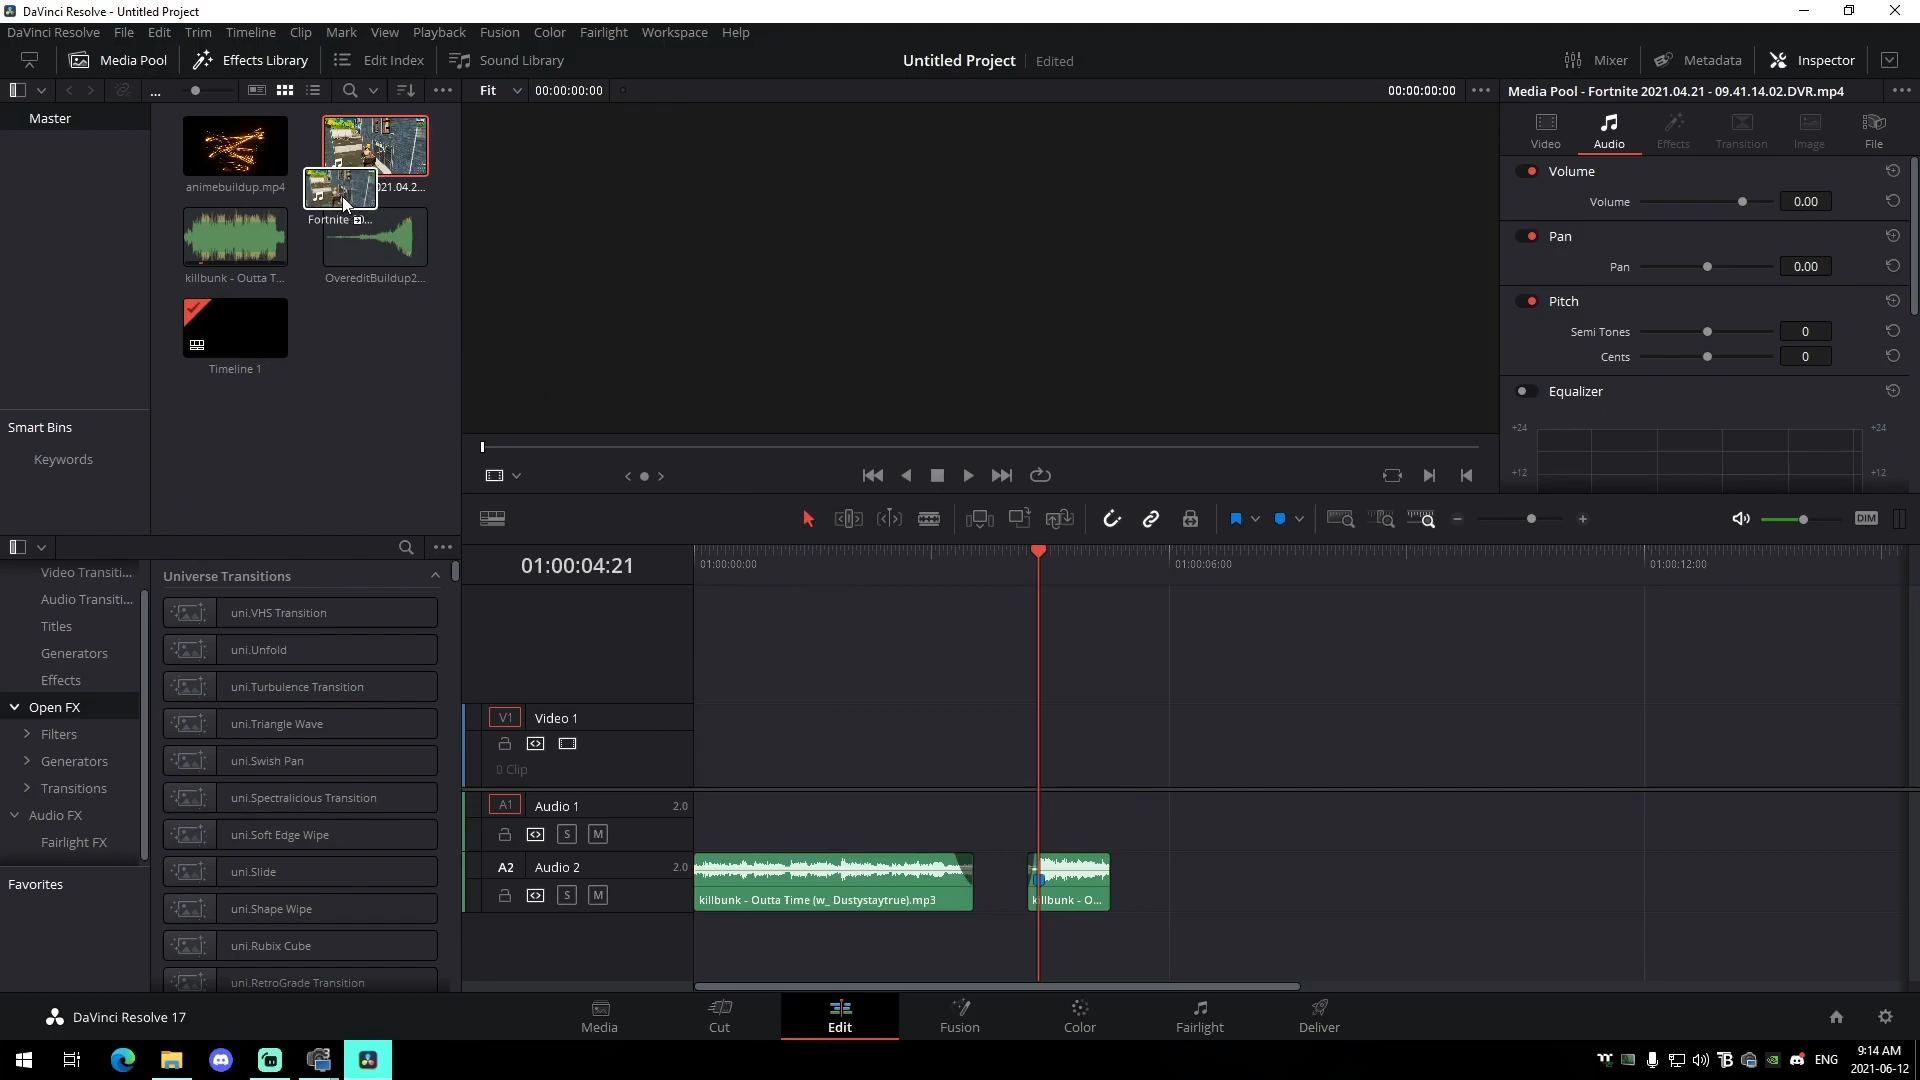 DaVinci Resolve - Untitled Project
DaVinci Resolve File Edit Trim Timeline Clip Mark View Playback Fusion Color Fairlight Workspace Help
Media Pool Effects Library Edit Index Sound Library Untitled Project Edited Mixer Metadata Inspector
... Fit 00:00:00:00 00:00:00:00 Media Pool - Fortnite 2021.04.21 - 09.41.14.02.DVR.mp4
Master
Video Audio Effects Transition Image File
animebuildup.mp4 021.04.2...
Fortnite
Volume
Volume 0.00
Pan
Pan 0.00
killbunk - Outta T... OvereditBuildup2...
Pitch
Semi Tones 0
Cents 0
Timeline 1
Equalizer
+24 +24
+12 +12
Smart Bins
Keywords
DIM
Video Transiti...
Audio Transiti...
Titles
Generators
Effects
Open FX
Filters
Generators
Transitions
Audio FX
Fairlight FX
Favorites
Universe Transitions
uni.VHS Transition
uni.Unfold
uni.Turbulence Transition
uni.Triangle Wave
uni.Swish Pan
uni.Spectralicious Transition
uni.Soft Edge Wipe
uni.Slide
uni.Shape Wipe
uni.Rubix Cube
uni.RetroGrade Transition
01:00:04:21
01:00:00:00 01:00:06:00 01:00:12:00
V1 Video 1
0 Clip
A1 Audio 1 2.0
S M
A2 Audio 2 2.0
S M
killbunk - Outta Time (w_ Dustystaytrue).mp3 killbunk - O...
DaVinci Resolve 17
Media Cut Edit Fusion Color Fairlight Deliver
ENG
9:14 AM
2021-06-12